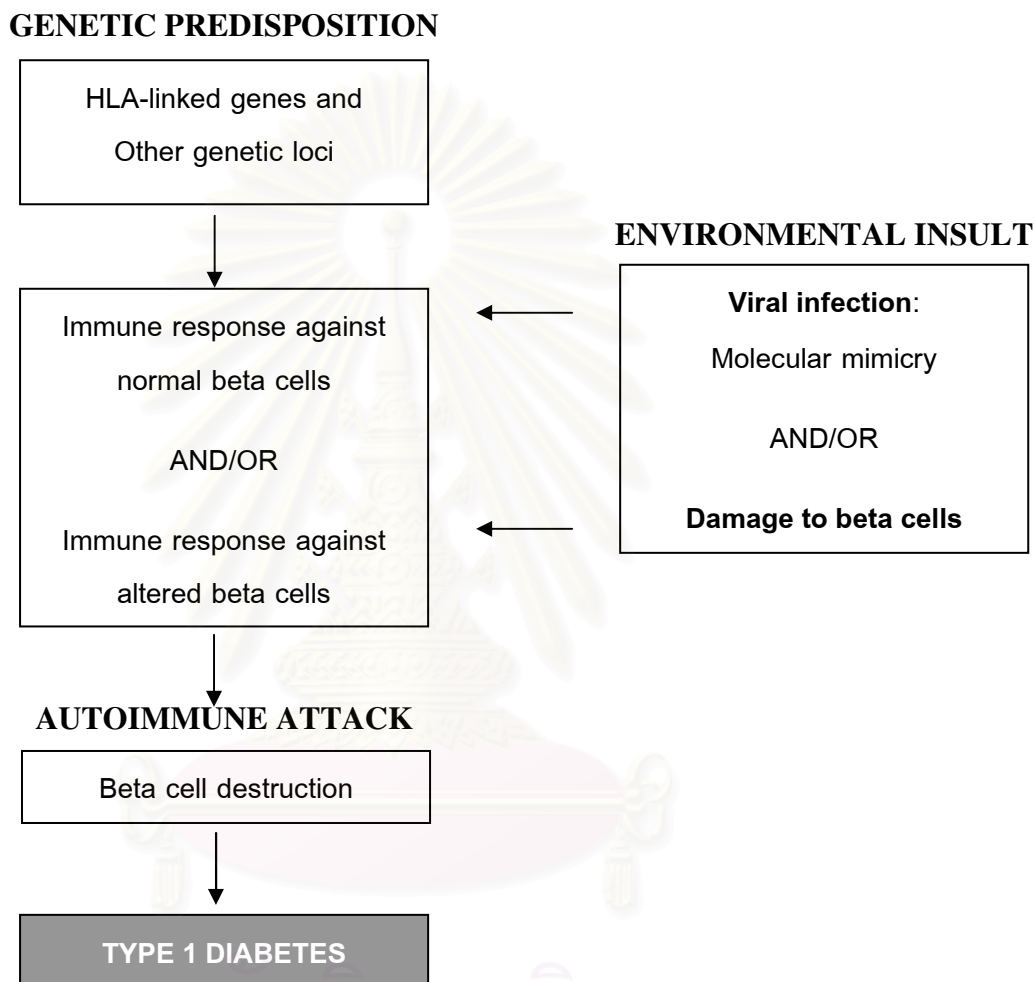 GENETIC PREDISPOSITION
HLA-linked genes and
Other genetic loci
ENVIRONMENTAL INSULT
Viral infection:
Molecular mimicry
AND/OR
Damage to beta cells
Immune response against
normal beta cells
AND/OR
Immune response against
altered beta cells
AUTOIMMUNE ATTACK
Beta cell destruction
TYPE 1 DIABETES